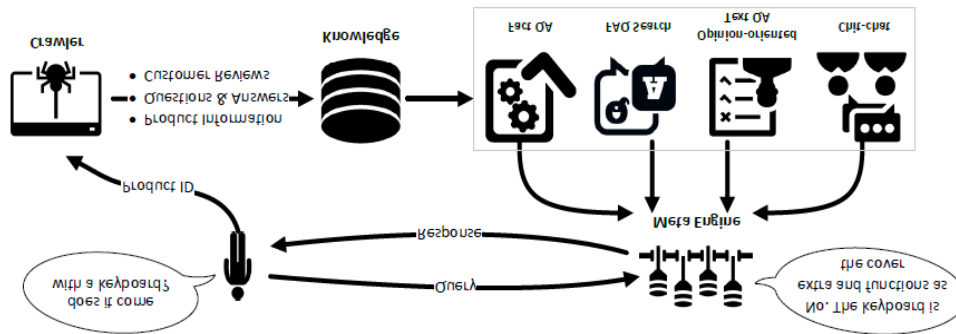 does it come
with a keyboard?
Query
No. The keyboard is
extra and functions as
the cover
Response
Meta Engine
Product ID
Product Information
Questions & Answers
Customer Reviews
Crawler
Knowledge
Fact QA
FAQ Search
Opinion-oriented
Text QA
Chit-chat